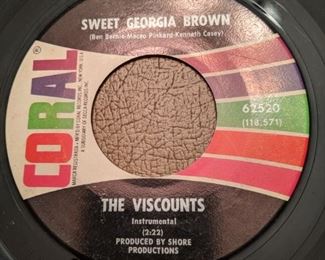 SWEET GEORGIA BROWN
(Ben Bernie-Maceo Pinkard-Kenneth Casey)
CORAL
®
62520
(118,571)
THE VISCOUNTS
Instrumental
(2:22)
PRODUCED BY SHORE
PRODUCTIONS